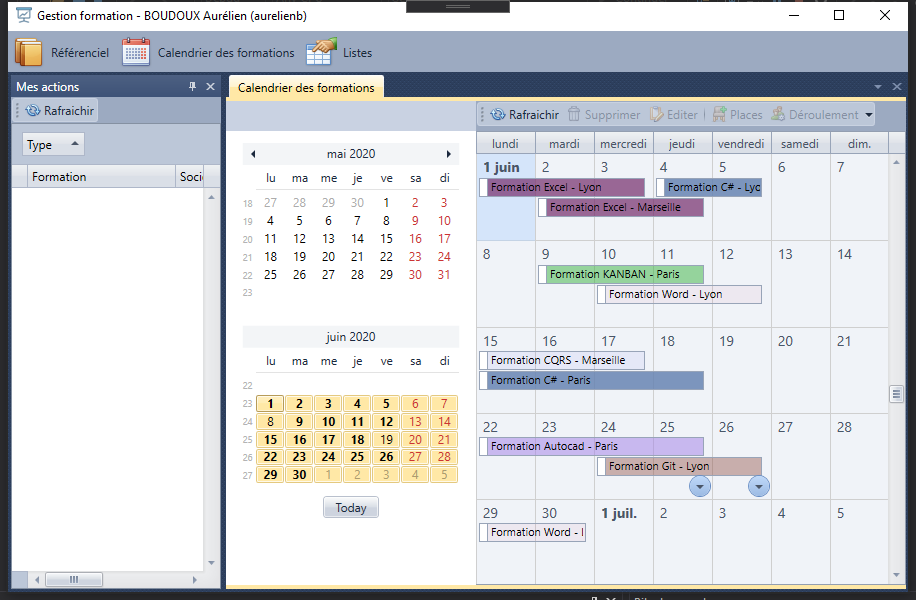 Gestion formation - BOUDOUX Aurélien (aurelienb)
Référenciel Calendrier des formations Listes
Mes actions
Rafraichir
Type
Formation Soci
Calendrier des formations
mai 2020
lu ma me je ve sa di
18 27 28 29 30 1 2 3
19 4 5 6 7 8 9 10
20 11 12 13 14 15 16 17
21 18 19 20 21 22 23 24
22 25 26 27 28 29 30 31
23
juin 2020
lu ma me je ve sa di
22
23 1 2 3 4 5 6 7
24 8 9 10 11 12 13 14
25 15 16 17 18 19 20 21
26 22 23 24 25 26 27 28
27 29 30 1 2 3 4 5
Today
Rafraichir Supprimer Editer Places Déroulement
lundi mardi mercredi jeudi vendredi samedi dim.
1 juin 2 3 4 5 6 7
Formation Excel - Lyon Formation C# - Lyc
Formation Excel - Marseille
8 9 10 11 12 13 14
Formation KANBAN - Paris
Formation Word - Lyon
15 16 17 18 19 20 21
Formation CQRS - Marseille
Formation C# - Paris
22 23 24 25 26 27 28
Formation Autocad - Paris
Formation Git - Lyon
29 30 1 juil. 2 3 4 5
Formation Word - l